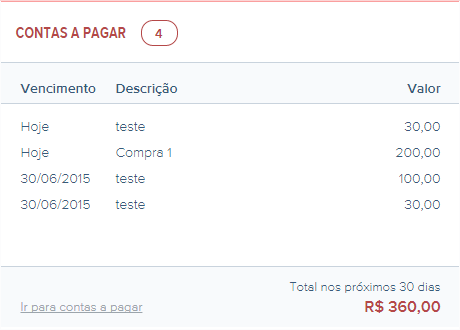 CONTAS A PAGAR 4
Vencimento Descrição Valor
Hoje teste 30,00
Hoje Compra 1 200,00
30/06/2015 teste 100,00
30/06/2015 teste 30,00
Total nos próximos 30 dias
Ir para contas a pagar R$ 360,00